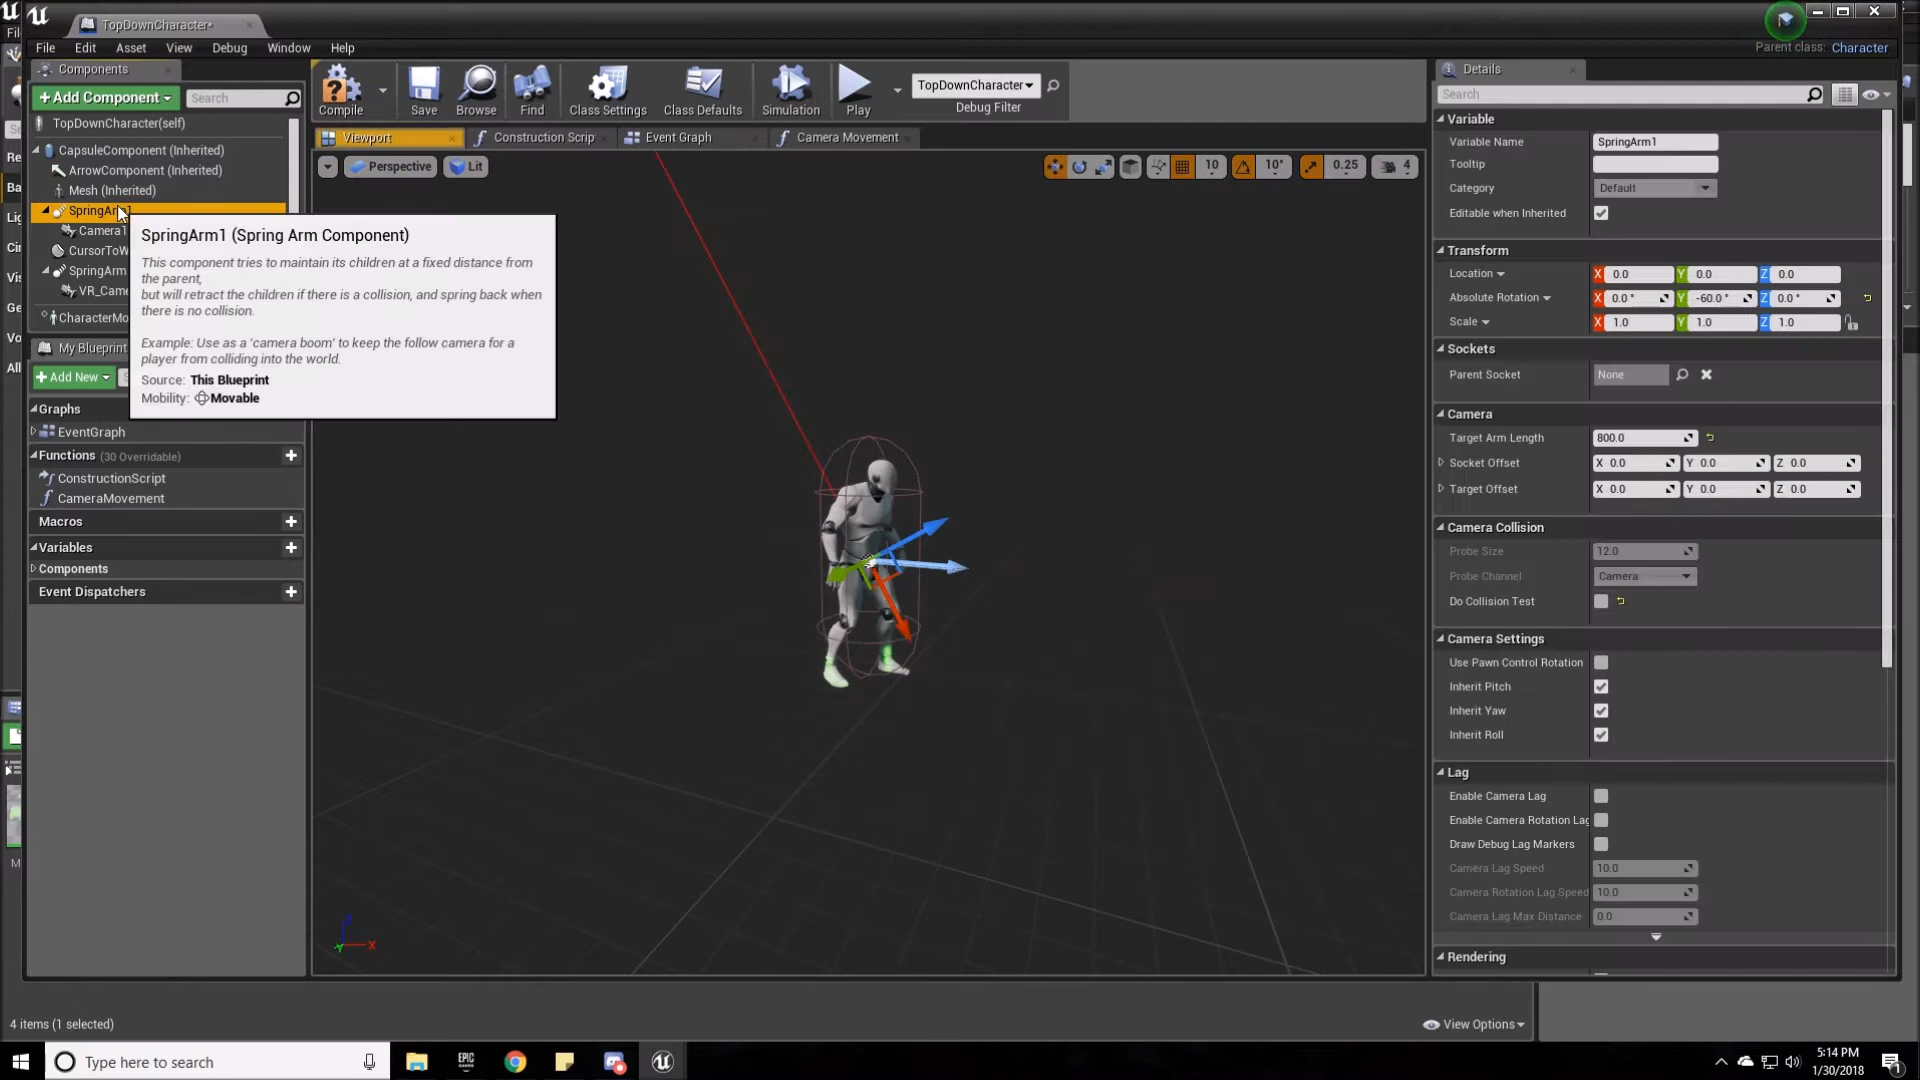 TopDownCharacter*
File Edit Asset View Debug Window Help
Parent class: Character
Components
+Add Component
Search
TopDownCharacter(self)
CapsuleComponent (Inherited)
ArrowComponent (Inherited)
Mesh (Inherited)
SpringArm1
Camera1
CursorToW
SpringArm
VR_Came
CharacterMo
My Blueprint
+Add New
Graphs
EventGraph
Functions (30 Overridable)
ConstructionScript
CameraMovement
Macros
Variables
Components
Event Dispatchers
SpringArm1 (Spring Arm Component)
This component tries to maintain its children at a fixed distance from
the parent,
but will retract the children if there is a collision, and spring back when
there is no collision.
Example: Use as a 'camera boom' to keep the follow camera for a
player from colliding into the world.
Source: This Blueprint
Mobility: Movable
Compile Save Browse Find Class Settings Class Defaults Simulation Play
TopDownCharacter
Debug Filter
Viewport Construction Scrip Event Graph Camera Movement
Perspective Lit
10 10° 0.25 4
Z X Y
Details
Search
Variable
Variable Name SpringArm1
Tooltip
Category Default
Editable when Inherited
Transform
Location X 0.0 Y 0.0 Z 0.0
Absolute Rotation X 0.0 ° Y -60.0 ° Z 0.0 °
Scale X 1.0 Y 1.0 Z 1.0
Sockets
Parent Socket None
Camera
Target Arm Length 800.0
Socket Offset X 0.0 Y 0.0 Z 0.0
Target Offset X 0.0 Y 0.0 Z 0.0
Camera Collision
Probe Size 12.0
Probe Channel Camera
Do Collision Test
Camera Settings
Use Pawn Control Rotation
Inherit Pitch
Inherit Yaw
Inherit Roll
Lag
Enable Camera Lag
Enable Camera Rotation Lag
Draw Debug Lag Markers
Camera Lag Speed 10.0
Camera Rotation Lag Speed 10.0
Camera Lag Max Distance 0.0
Rendering
4 items (1 selected)
View Options
Type here to search
EPIC GAMES
5:14 PM
1/30/2018
1